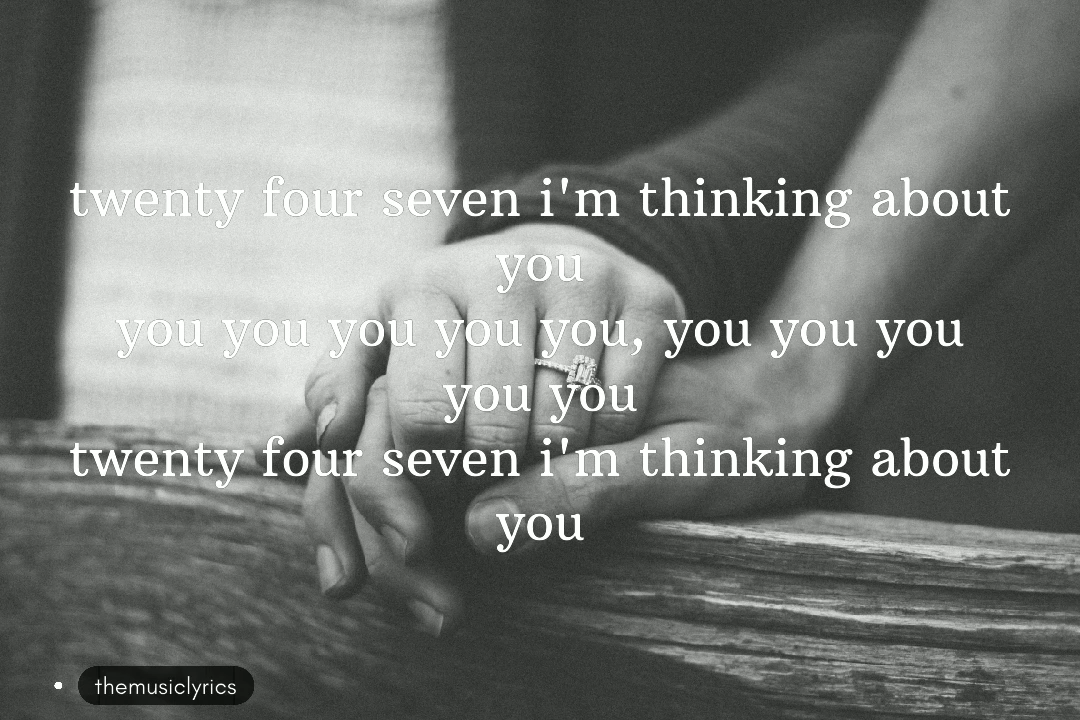 twenty four seven i'm thinking about
you
you you you you you, you you you
you you
twenty four seven i'm thinking about
you
themusiclyrics